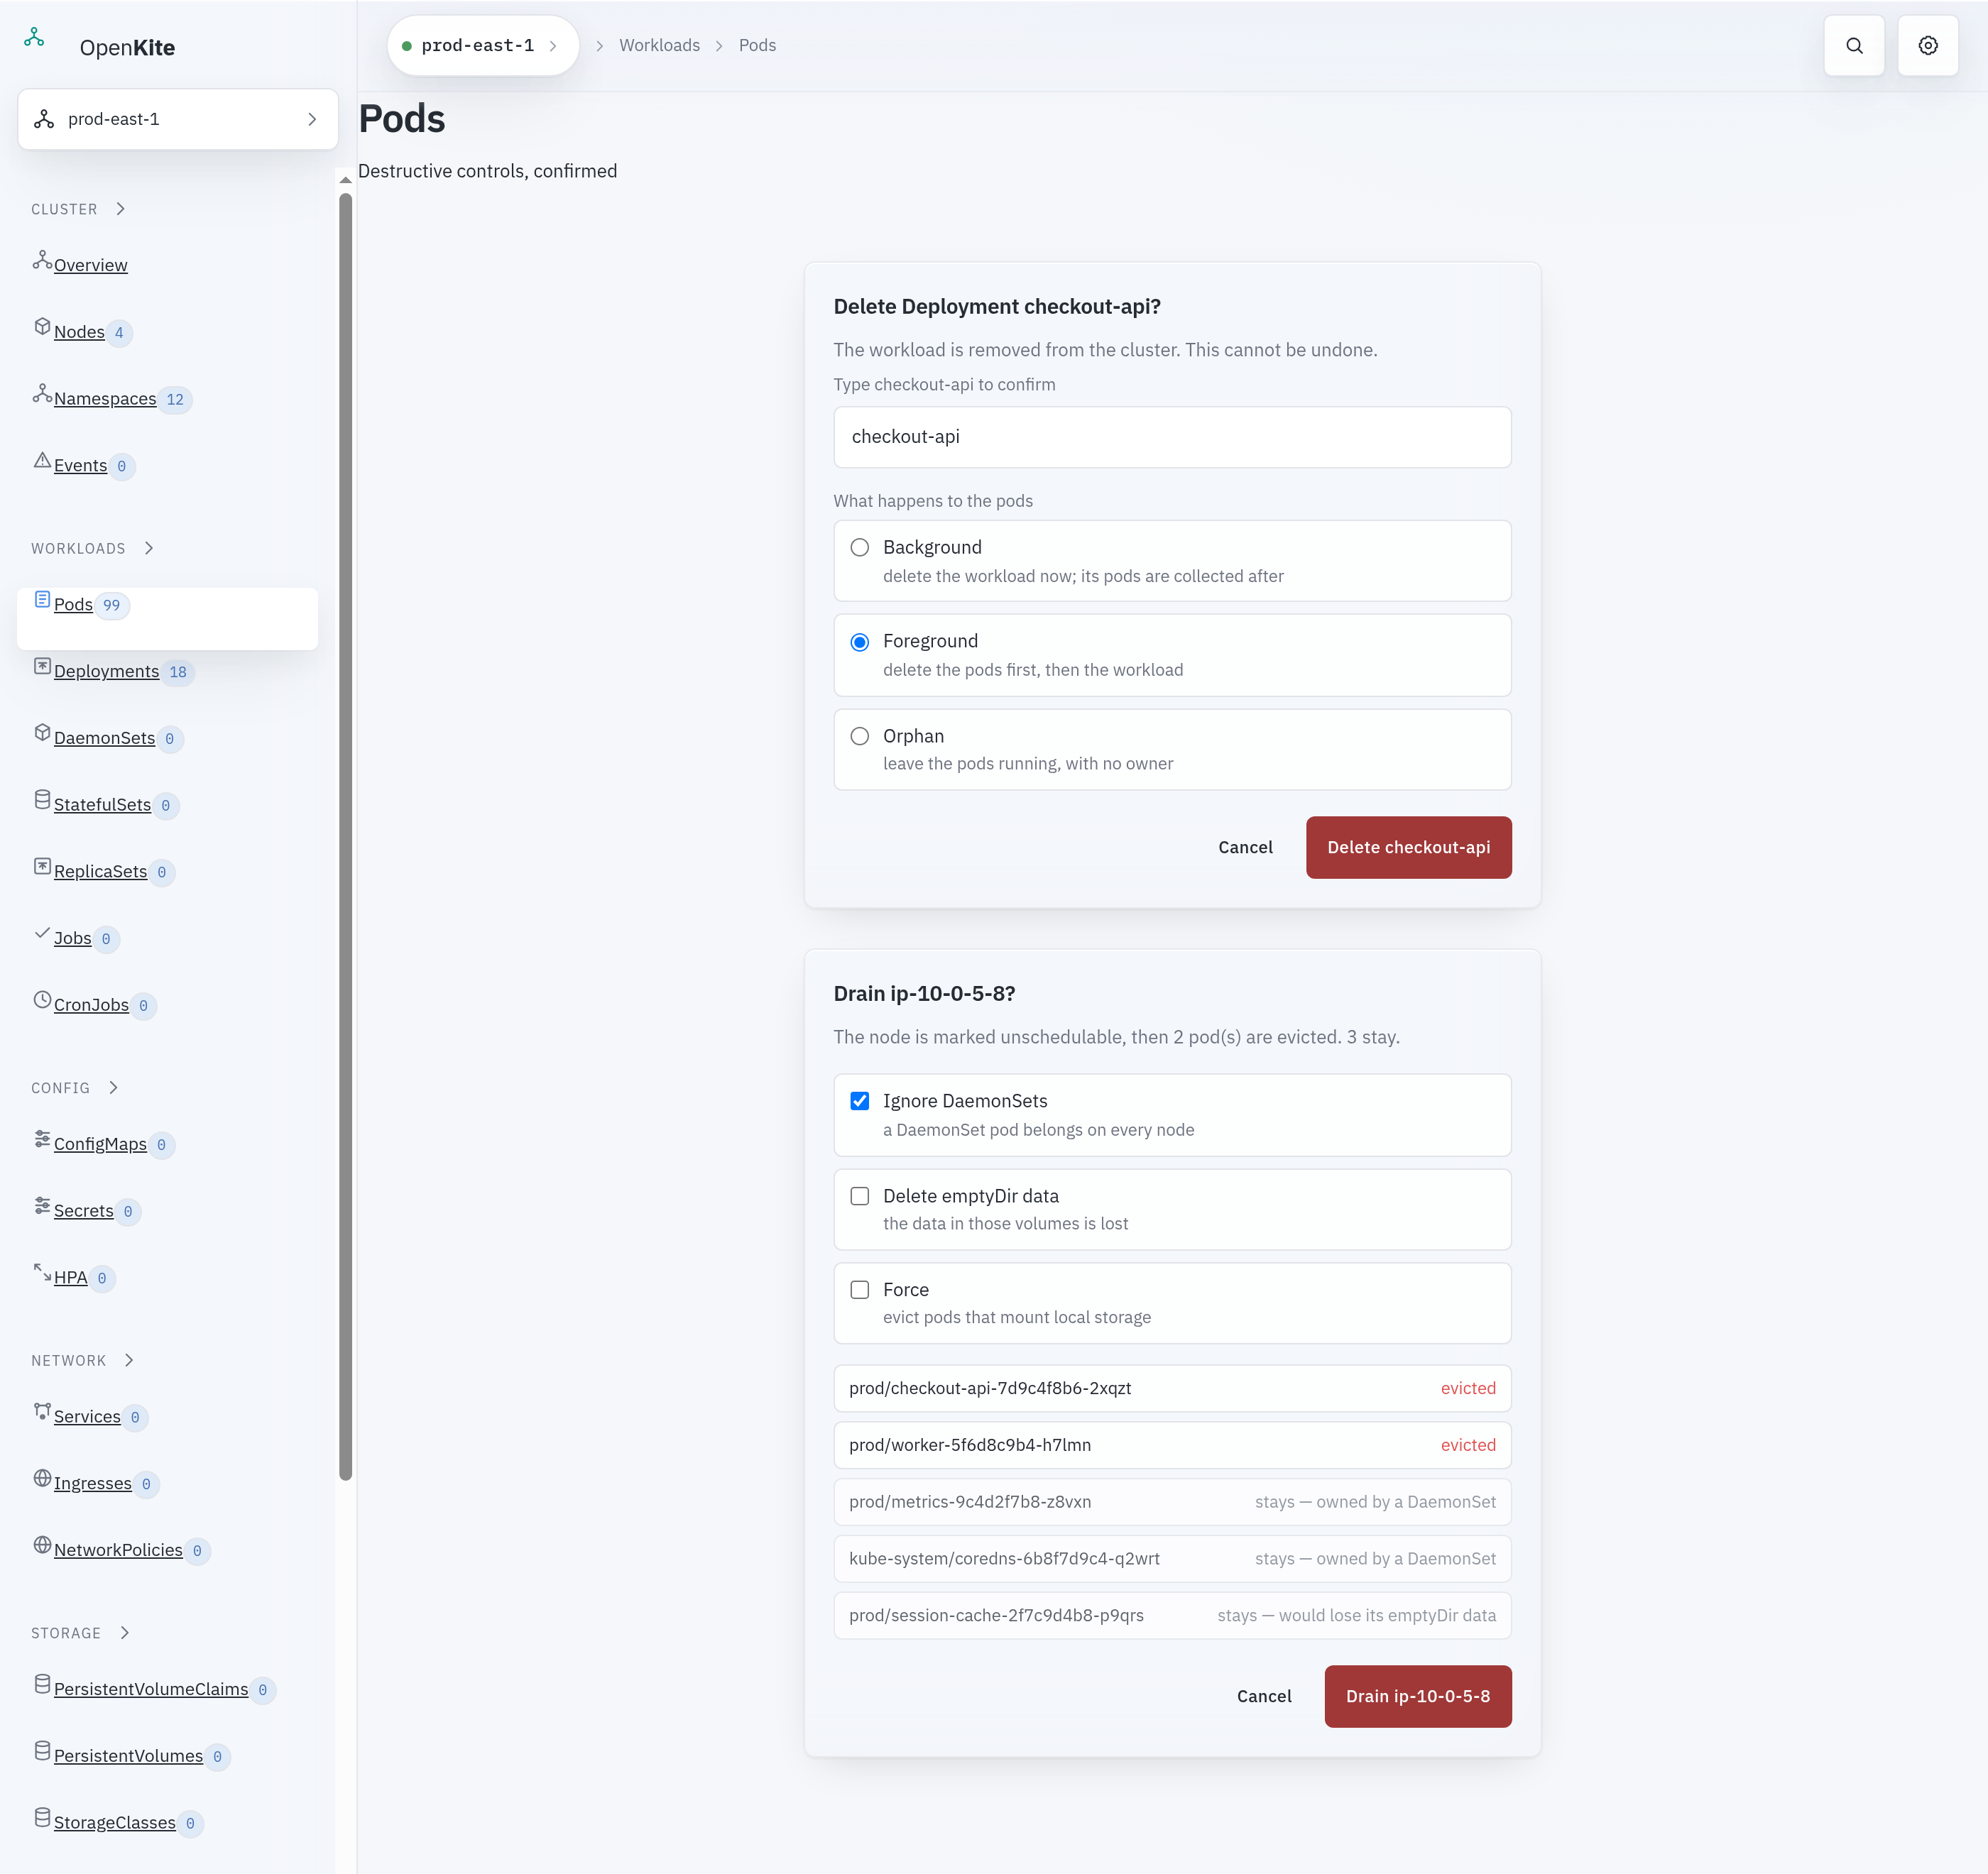 OpenKite
prod-east-1
CLUSTER
Overview
Nodes 4
Namespaces 12
Events 0
WORKLOADS
Pods 99
Deployments 18
DaemonSets 0
StatefulSets 0
ReplicaSets 0
Jobs 0
CronJobs 0
CONFIG
ConfigMaps 0
Secrets 0
HPA 0
NETWORK
Services 0
Ingresses 0
NetworkPolicies 0
STORAGE
PersistentVolumeClaims 0
PersistentVolumes 0
StorageClasses 0
prod-east-1 Workloads Pods
Pods
Destructive controls, confirmed
Delete Deployment checkout-api?
The workload is removed from the cluster. This cannot be undone.
Type checkout-api to confirm
checkout-api
What happens to the pods
Background
delete the workload now; its pods are collected after
Foreground
delete the pods first, then the workload
Orphan
leave the pods running, with no owner
Cancel Delete checkout-api
Drain ip-10-0-5-8?
The node is marked unschedulable, then 2 pod(s) are evicted. 3 stay.
Ignore DaemonSets
a DaemonSet pod belongs on every node
Delete emptyDir data
the data in those volumes is lost
Force
evict pods that mount local storage
prod/checkout-api-7d9c4f8b6-2xqzt evicted
prod/worker-5f6d8c9b4-h7lmn evicted
prod/metrics-9c4d2f7b8-z8vxn stays — owned by a DaemonSet
kube-system/coredns-6b8f7d9c4-q2wrt stays — owned by a DaemonSet
prod/session-cache-2f7c9d4b8-p9qrs stays — would lose its emptyDir data
Cancel Drain ip-10-0-5-8